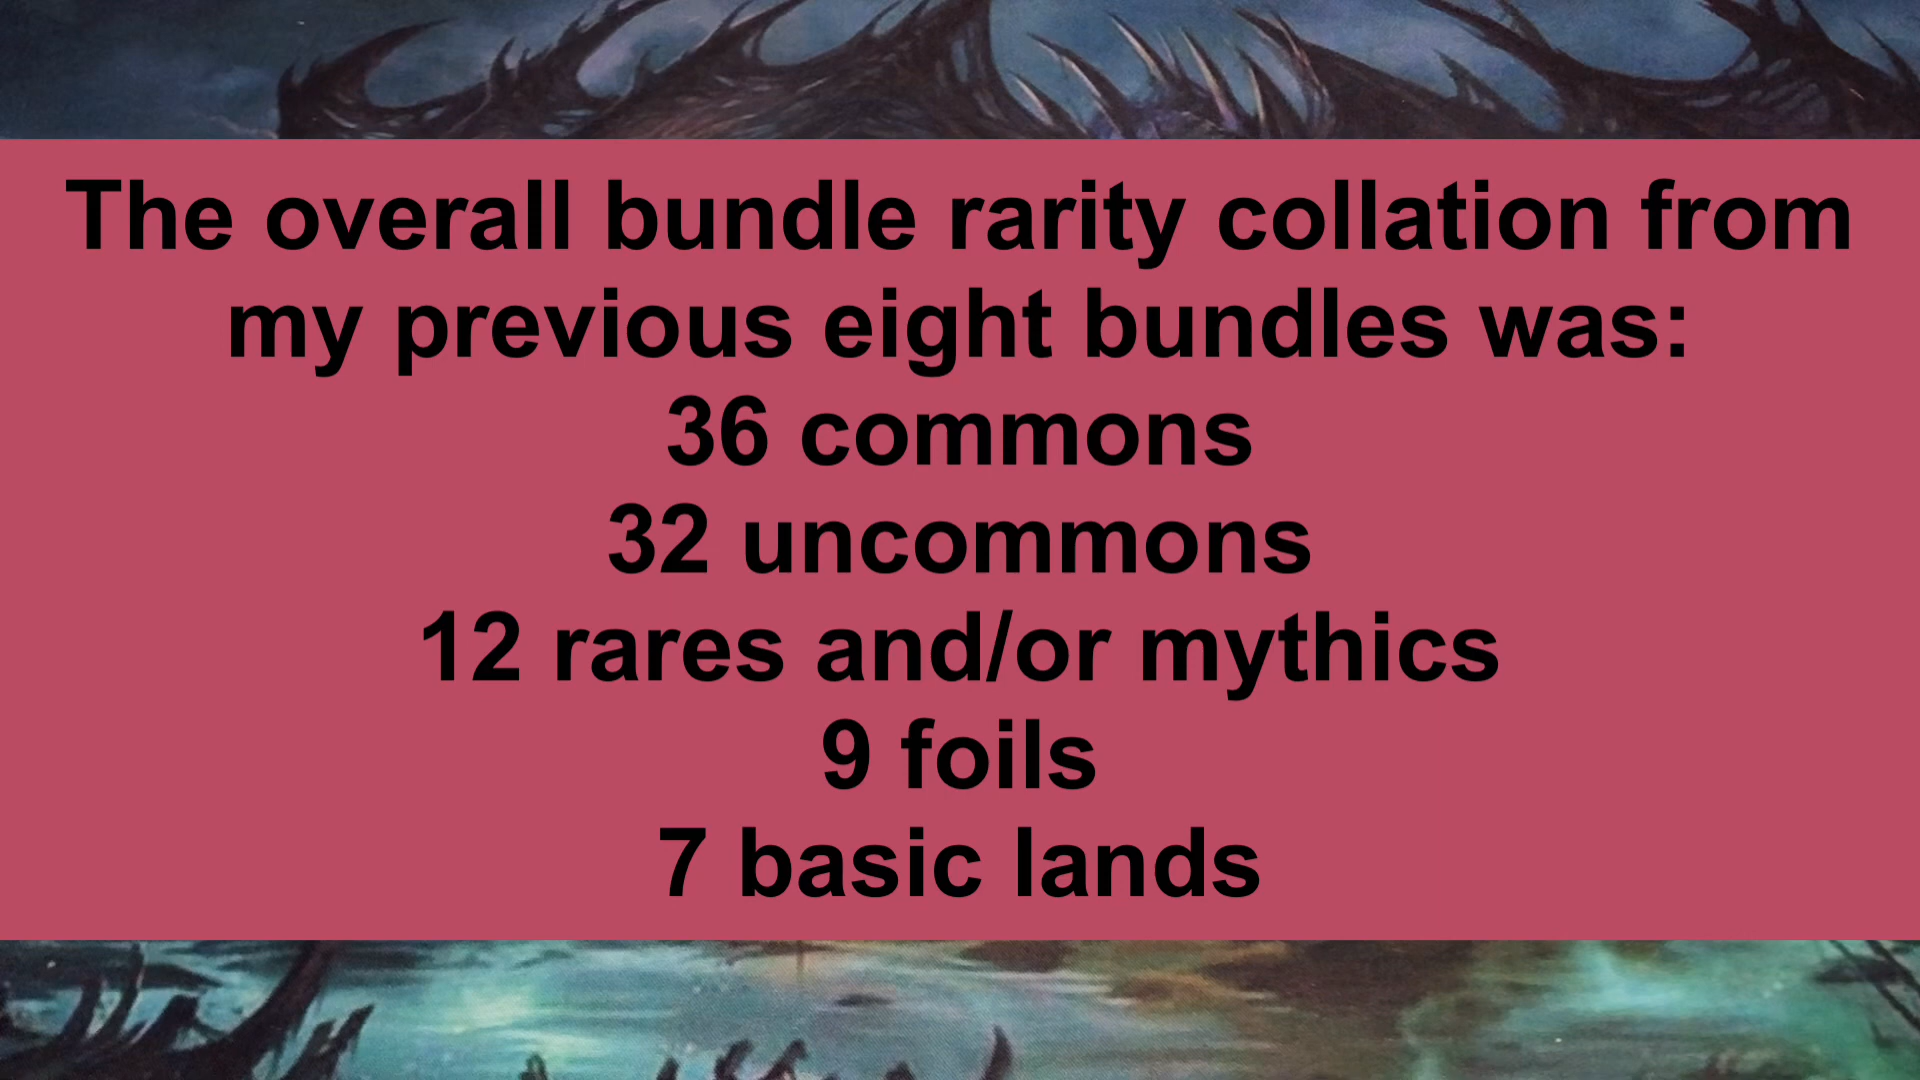 The overall bundle rarity collation from
my previous eight bundles was:
36 commons
32 uncommons
12 rares and/or mythics
9 foils
7 basic lands